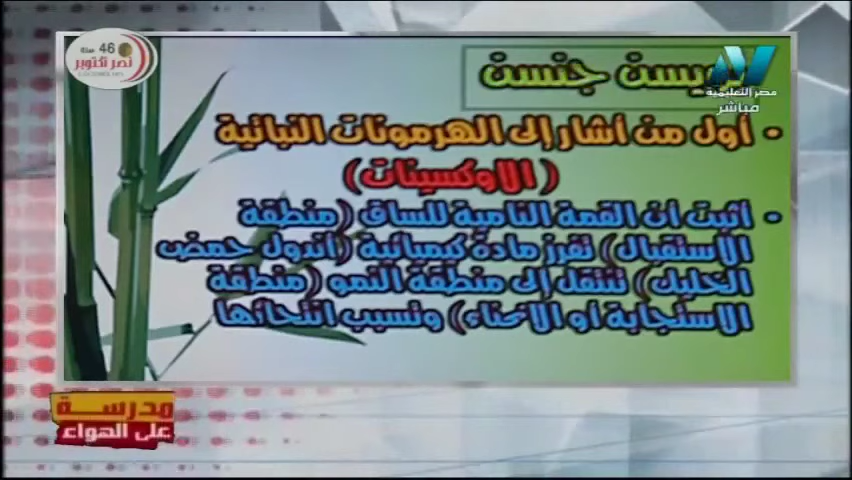 46 سنة
نصر أكتوبر
مصر التعليمية
مباشر
بويسن جنسن
• أول من أشار إلى الهرمونات النباتية
(الاوكسينات)
• أثبت أن القمة النامية للساق (منطقة
الاستقبال) تفرز مادة كيميائية (أندول حمض
الخليك) تنتقل إلى منطقة النمو (منطقة
الاستجابة أو الانحناء) وتسبب انتحائها
مدرسة
على الهواء